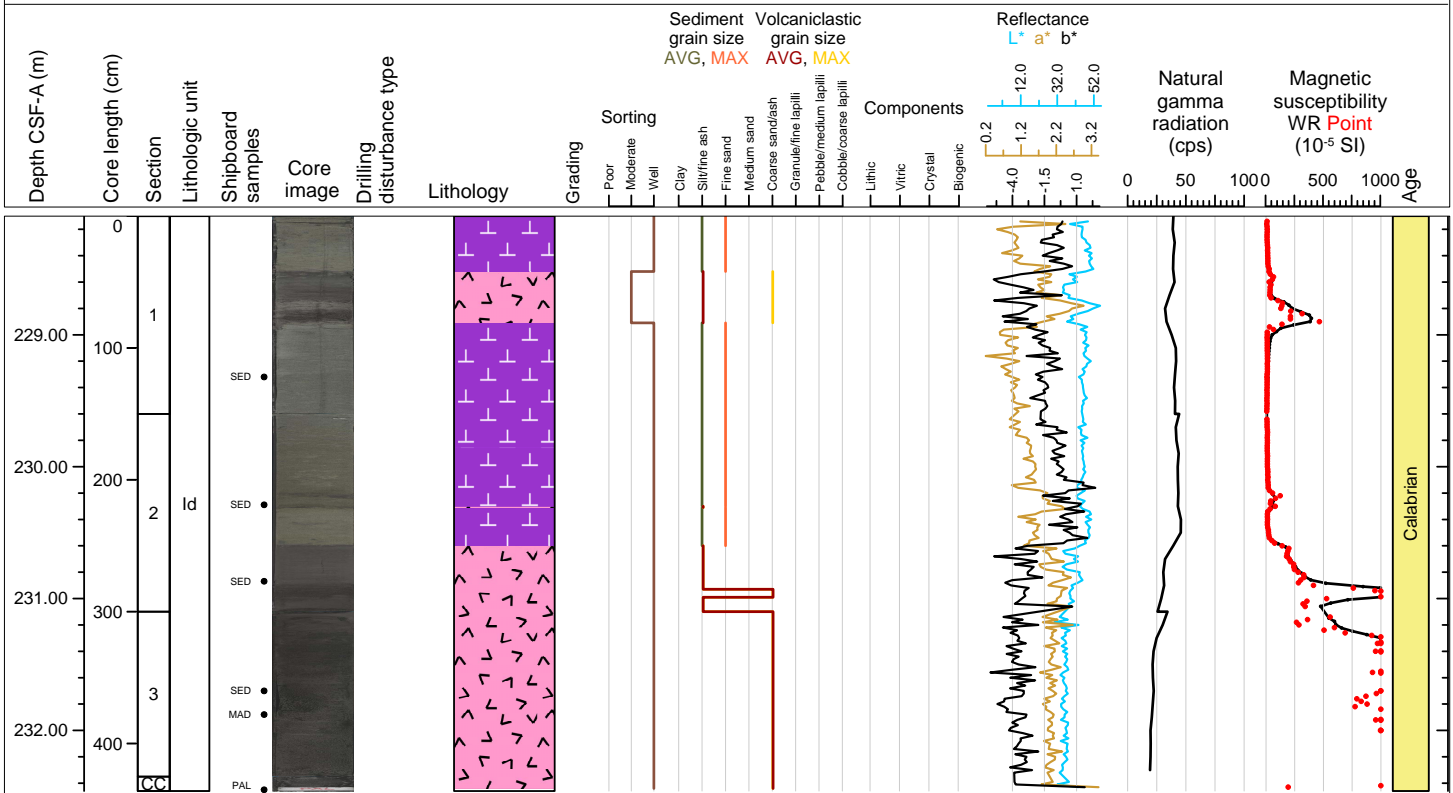 Depth CSF-A (m)
Core length (cm)
Section
Lithologic unit
Shipboard
samples
Core
image
Drilling
disturbance type
Lithology
Grading
Sorting
Poor
Moderate
Well
Sediment
grain size
AVG, MAX
Volcaniclastic
grain size
AVG, MAX
Clay
Silt/fine ash
Fine sand
Medium sand
Coarse sand/ash
Granule/fine lapilli
Pebble/medium lapilli
Cobble/coarse lapilli
Components
Lithic
Vitric
Crystal
Biogenic
Reflectance
L* a* b*
12.0 32.0 52.0
0.2 1.2 2.2 3.2
-4.0 -1.5 1.0
Natural
gamma
radiation
(cps)
0 50 100
Magnetic
susceptibility
WR Point
(10-5 SI)
0 500 1000
Age
229.00
230.00
231.00
232.00
0
100
200
300
400
1
2
3
CC
Id
SED
SED
SED
SED
MAD
PAL
Calabrian